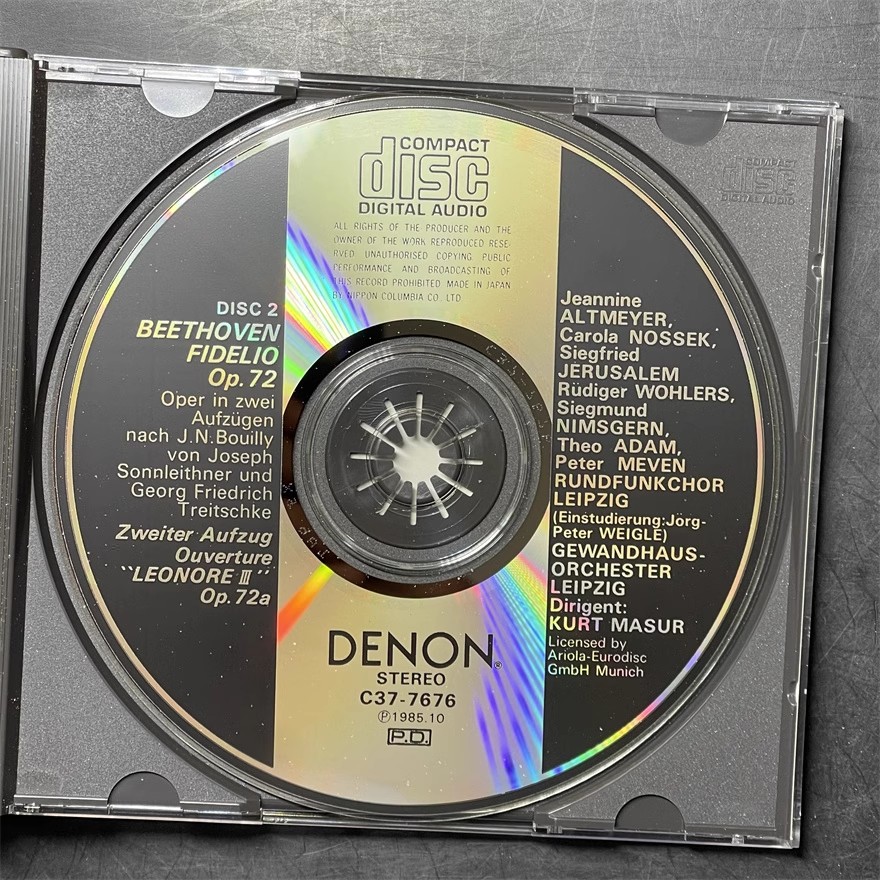 COMPACT
disc
DIGITAL AUDIO
ALL RIGHTS OF THE PRODUCER AND THE
OWNER OF THE WORK REPRODUCED RESE-
RVED. UNAUTHORISED COPYING. PUBLIC
PERFORMANCE AND BROADCASTING OF
THIS RECORD PROHIBITED. MADE IN JAPAN
BY NIPPON COLUMBIA CO. LTD
DISC 2
BEETHOVEN
FIDELIO
Op. 72
Oper in zwei
Aufzügen
nach J.N.Bouilly
von Joseph
Sonnleithner und
Georg Friedrich
Treitschke
Zweiter Aufzug
Ouverture
"LEONORE Ⅲ"
Op. 72a
Jeannine
ALTMEYER,
Carola NOSSEK,
Siegfried
JERUSALEM
Rüdiger WOHLERS,
Siegmund
NIMSGERN,
Theo ADAM,
Peter MEVEN
RUNDFUNKCHOR
LEIPZIG
(Einstudierung:Jörg-
Peter WEIGLE)
GEWANDHAUS-
ORCHESTER
LEIPZIG
Dirigent:
KURT MASUR
Licensed by
Ariola-Eurodisc
GmbH Munich
DENON®
STEREO
C37-7676
Ⓟ1985.10
P.D.
COMPACT
disc
DIGITAL AUDIO